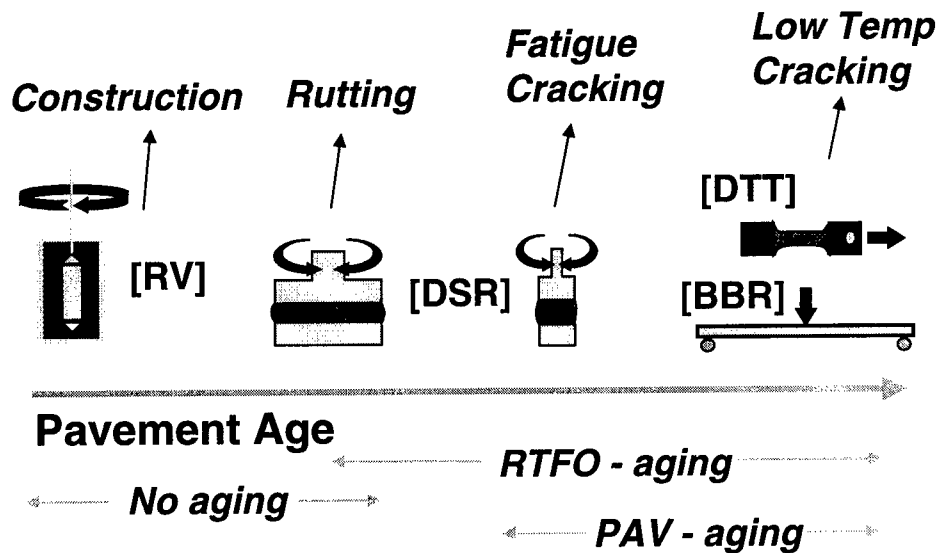 Construction
Rutting
Fatigue
Cracking
Low Temp
Cracking
[RV]
[DSR]
[DTT]
[BBR]
Pavement Age
RTFO - aging
No aging
PAV - aging